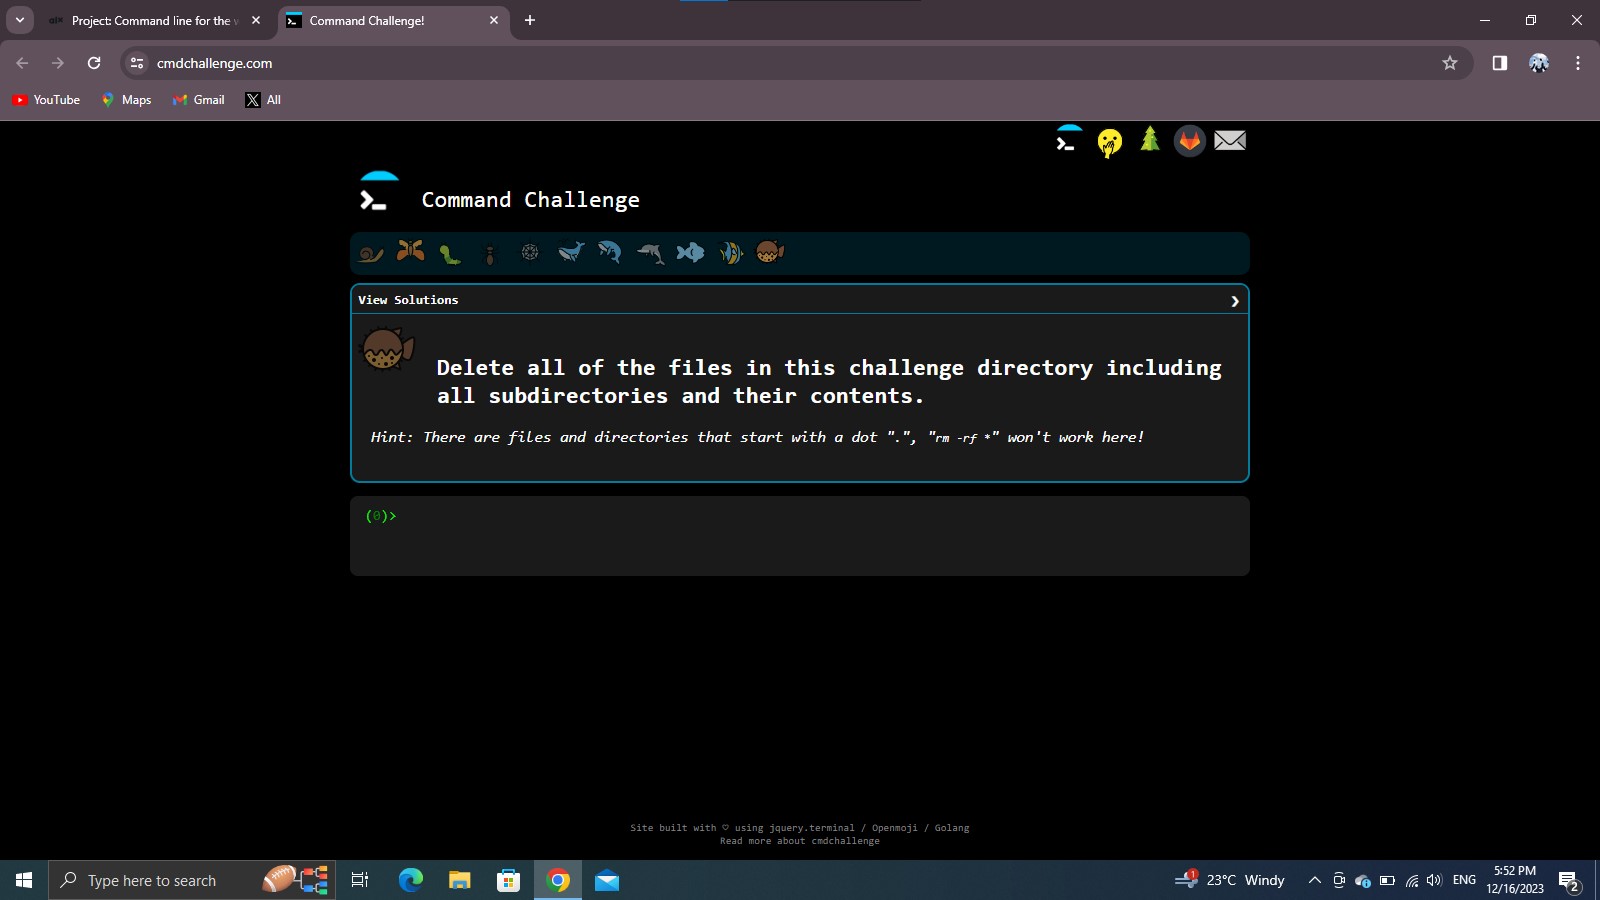 Project: Command line for the w
Command Challenge!
cmdchallenge.com
YouTube
Maps
Gmail
All
Command Challenge
View Solutions
Delete all of the files in this challenge directory including
all subdirectories and their contents.
Hint: There are files and directories that start with a dot ".", "rm -rf *" won't work here!
(0)>
Site built with ♡ using jquery.terminal / Openmoji / Golang
Read more about cmdchallenge
Type here to search
1
23°C Windy
ENG
5:52 PM
12/16/2023
2